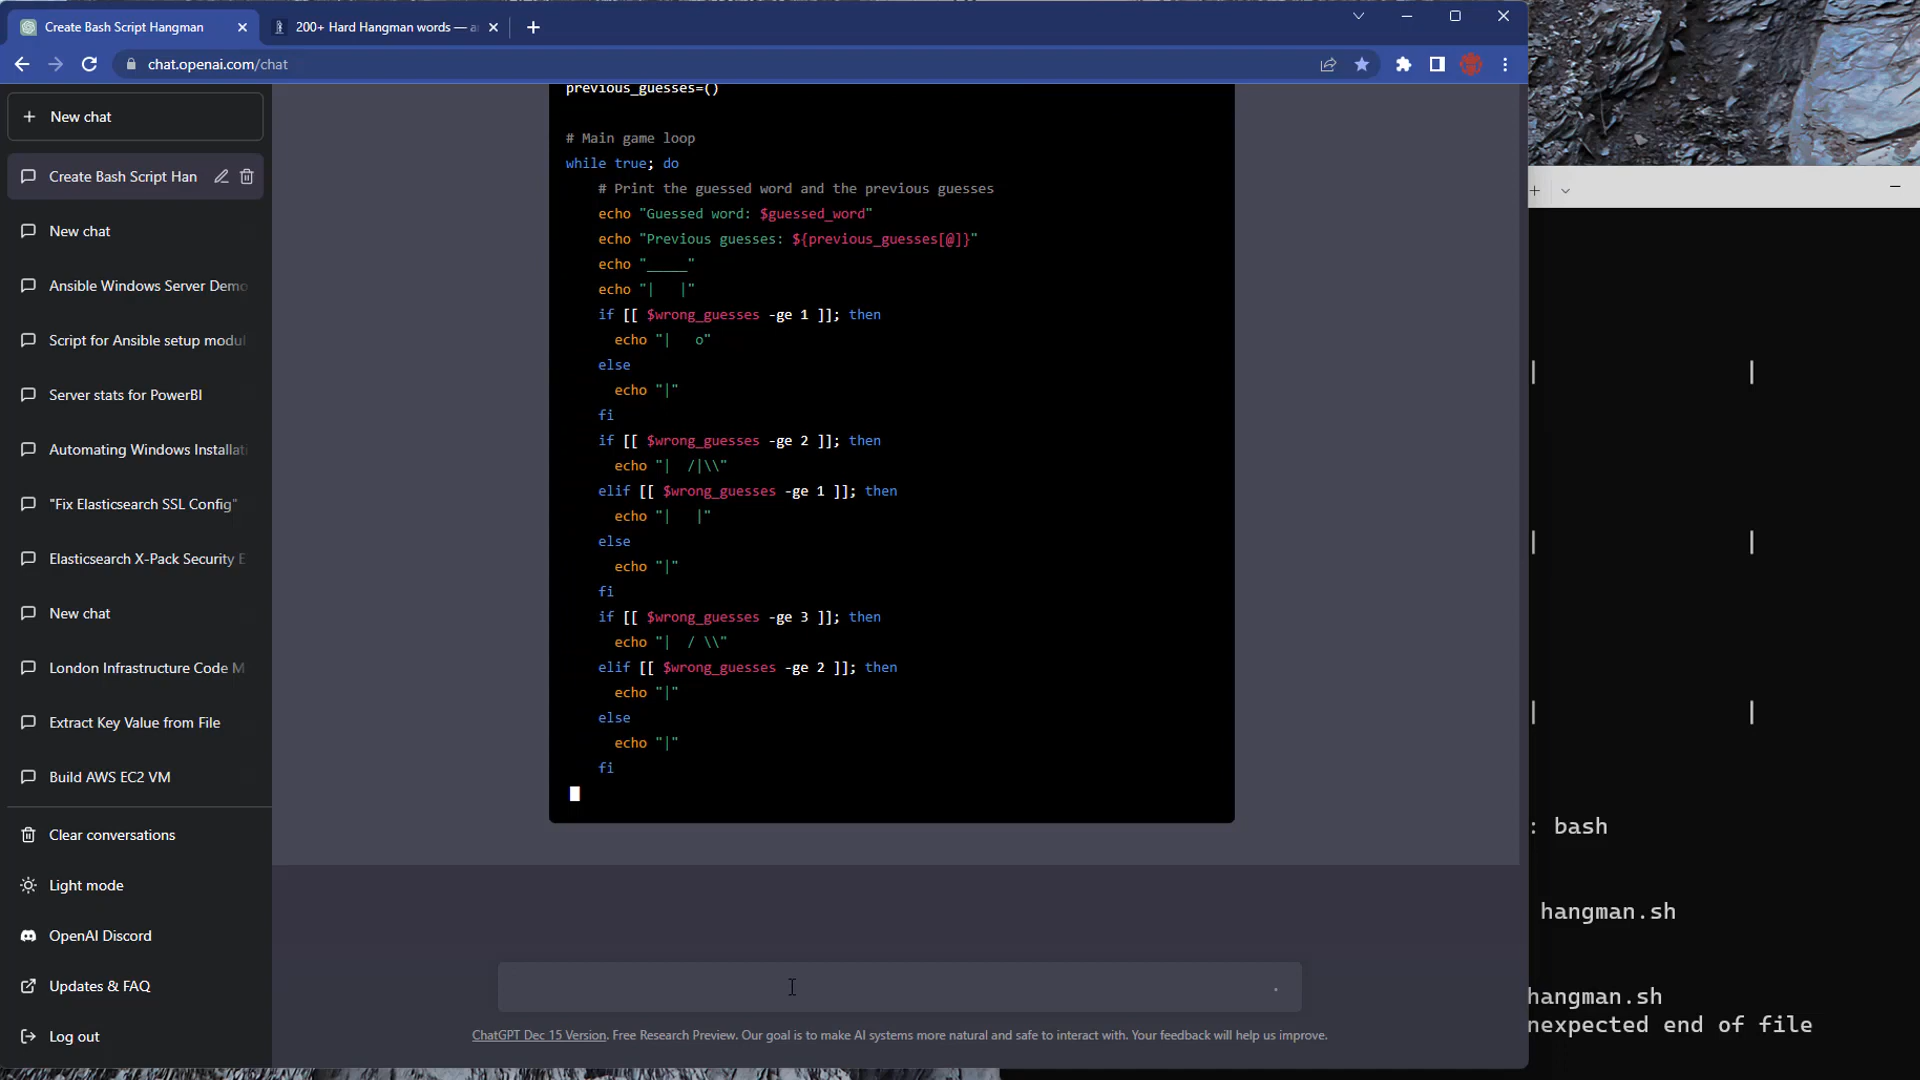 Create Bash Script Hangman
200+ Hard Hangman words — a
chat.openai.com/chat
New chat
Create Bash Script Han
New chat
Ansible Windows Server Demo
Script for Ansible setup modul
Server stats for PowerBI
Automating Windows Installati
"Fix Elasticsearch SSL Config"
Elasticsearch X-Pack Security E
New chat
London Infrastructure Code M
Extract Key Value from File
Build AWS EC2 VM
Clear conversations
Light mode
OpenAI Discord
Updates & FAQ
Log out
previous_guesses=()
# Main game loop
while true; do
# Print the guessed word and the previous guesses
echo "Guessed word: $guessed_word"
echo "Previous guesses: ${previous_guesses[@]}"
echo "_____"
echo "|   |"
if [[ $wrong_guesses -ge 1 ]]; then
echo "|   o"
else
echo "|"
fi
if [[ $wrong_guesses -ge 2 ]]; then
echo "|  /|\\"
elif [[ $wrong_guesses -ge 1 ]]; then
echo "|   |"
else
echo "|"
fi
if [[ $wrong_guesses -ge 3 ]]; then
echo "|  / \\"
elif [[ $wrong_guesses -ge 2 ]]; then
echo "|"
else
echo "|"
fi
ChatGPT Dec 15 Version. Free Research Preview. Our goal is to make AI systems more natural and safe to interact with. Your feedback will help us improve.
| |
| |
| |
: bash
hangman.sh
hangman.sh
nexpected end of file